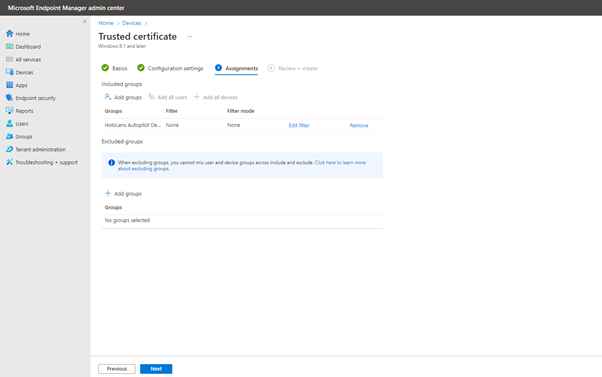 Microsoft Endpoint Manager admin center
«
Home
Dashboard
All services
Devices
Apps
Endpoint security
Reports
Users
Groups
Tenant administration
Troubleshooting + support
Home > Devices >
Trusted certificate ...
Windows 8.1 and later
Basics
Configuration settings
3 Assignments
4 Review + create
Included groups
Add groups
Add all users
+ Add all devices
Groups Filter Filter mode
HoloLens Autopilot De... None None Edit filter Remove
Excluded groups
When excluding groups, you cannot mix user and device groups across include and exclude. Click here to learn more
about excluding groups.
+ Add groups
Groups
No groups selected
Previous
Next